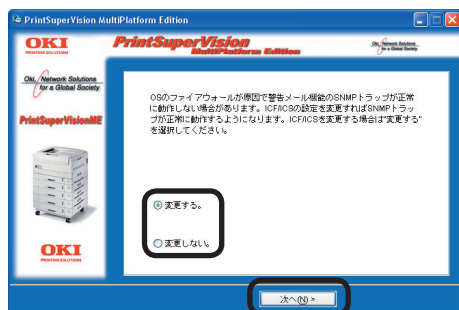 PrintSuperVision MultiPlatform Edition
OKI
PRINTING SOLUTIONS
PrintSuperVision
MultiPlatform Edition
Oki, Network Solutions
for a Global Society
Oki, Network Solutions
for a Global Society
PrintSuperVisionME
OKI
PRINTING SOLUTIONS
OSのファイアウォールが原因で警告メール機能のSNMPトラップが正常
に動作しない場合があります。ICF/ICSの設定を変更すればSNMPトラッ
プが正常に動作するようになります。ICF/ICSを変更する場合は"変更する"
を選択してください。
変更する。
変更しない。
次へ(N) >